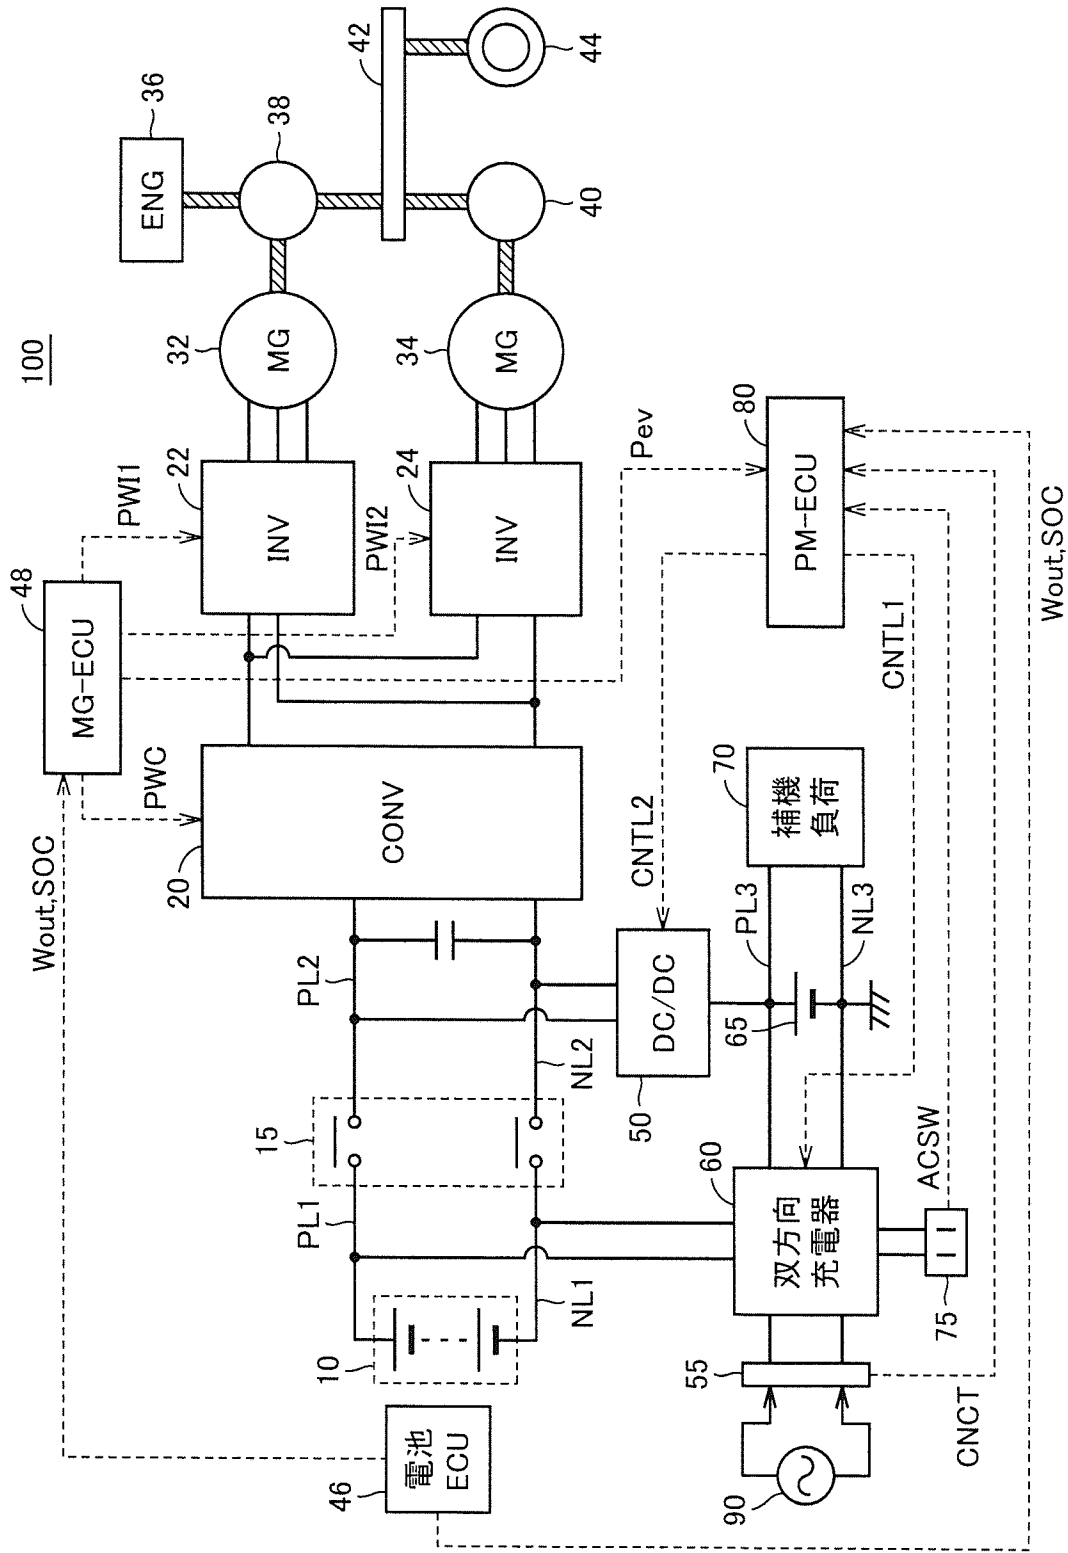 100
Wout,SOC
48
MG-ECU
PWC
PWI1
PWI2
Pev
46
電池
ECU
10
PL1
NL1
15
PL2
NL2
20
CONV
22
INV
24
INV
32
MG
34
MG
36
ENG
38
40
42
44
50
DC/DC
CNTL2
90
55
CNCT
60
双方向
充電器
75
ACSW
65
PL3
NL3
70
補機
負荷
CNTL1
80
PM-ECU
Wout,SOC